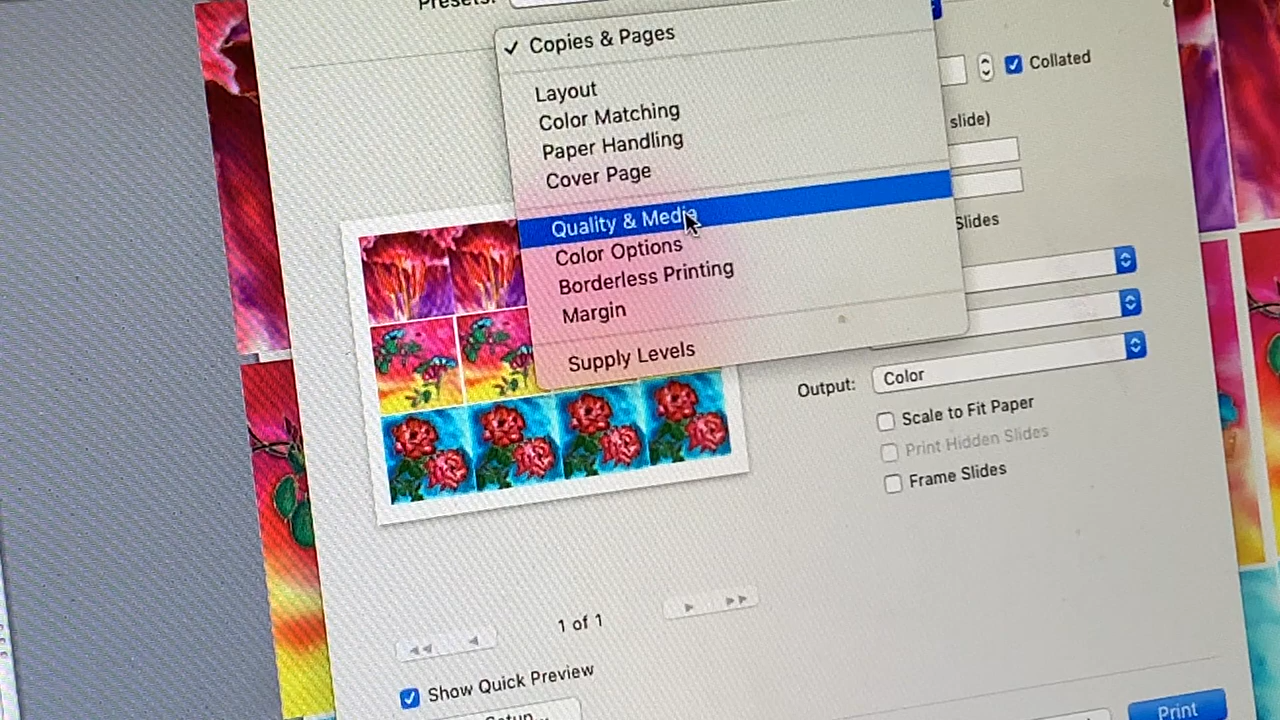 Presets:
✓ Copies & Pages
Layout
Color Matching
Paper Handling
Cover Page
Quality & Media
Color Options
Borderless Printing
Margin
Supply Levels
Collated
slide)
Slides
Output: Color
Scale to Fit Paper
Print Hidden Slides
Frame Slides
1 of 1
Show Quick Preview
Print